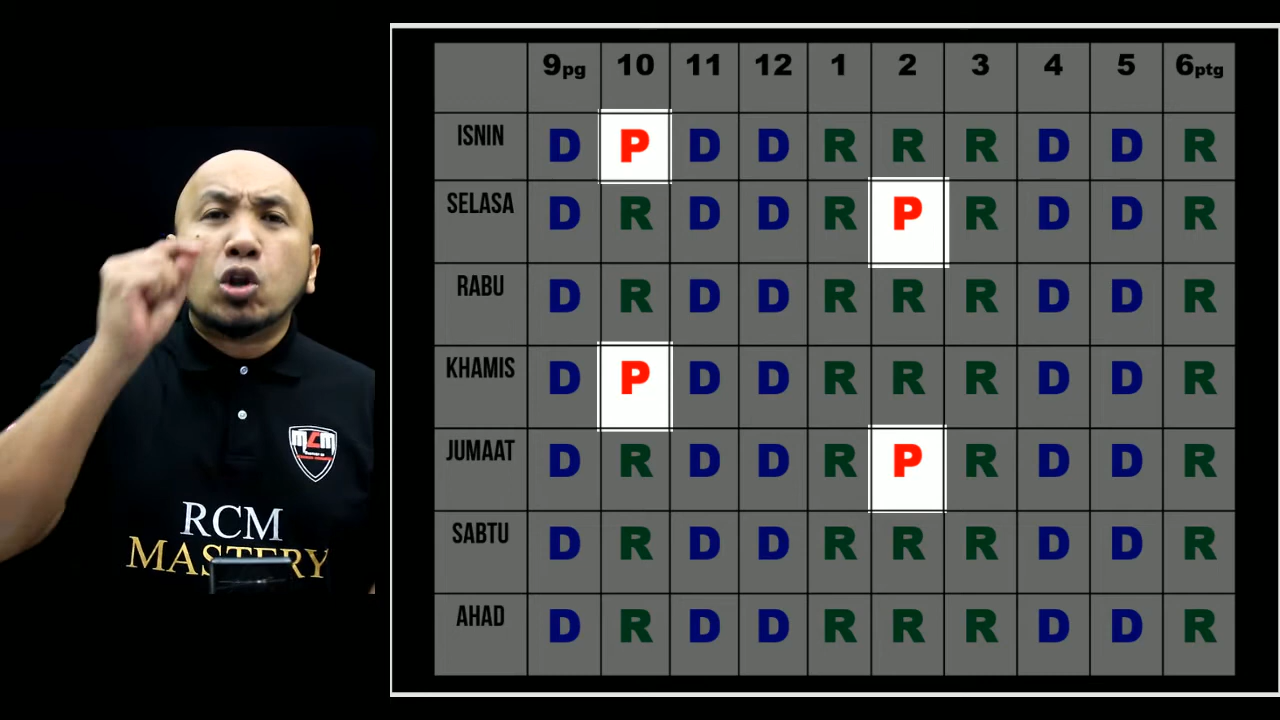 9pg 10 11 12 1 2 3 4 5 6ptg
ISNIN D P D D R R R D D R
SELASA D R D D R P R D D R
RABU D R D D R R R D D R
KHAMIS D P D D R R R D D R
JUMAAT D R D D R P R D D R
SABTU D R D D R R R D D R
AHAD D R D D R R R D D R
MLM
RCM
MASTERY